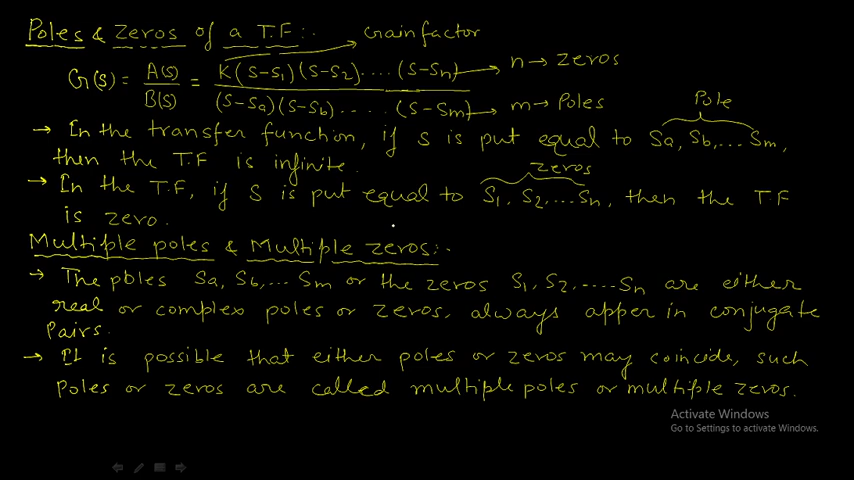 Poles & Zeros of a T.F :-
Gain factor
G(s) = A(s) / B(s) = K (s-s1) (s-s2) .... (s-sn) / (s-sa) (s-sb) .... (s-sm)
n → zeros
m → Poles
Pole
→ In the transfer function, if s is put equal to sa, sb, ... sm,
then the T.F is infinite.
zeros
→ In the T.F, if s is put equal to s1, s2, ... sn, then the T.F
is zero.
Multiple poles & Multiple zeros :-
→ The poles sa, sb, ... sm or the zeros s1, s2, .... sn are either
real or complex poles or zeros, always apper in conjugate
pairs.
→ It is possible that either poles or zeros may coincide, such
poles or zeros are called multiple poles or multiple zeros.
Activate Windows
Go to Settings to activate Windows.